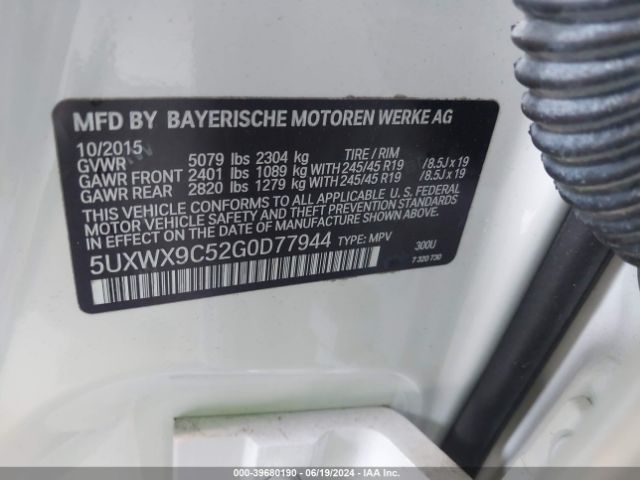 MFD BY BAYERISCHE MOTOREN WERKE AG
10/2015
GVWR 5079 lbs 2304 kg TIRE / RIM
GAWR FRONT 2401 lbs 1089 kg WITH 245/45 R19 /8.5J x 19
GAWR REAR 2820 lbs 1279 kg WITH 245/45 R19 /8.5J x 19
THIS VEHICLE CONFORMS TO ALL APPLICABLE U. S. FEDERAL
MOTOR VEHICLE SAFETY, BUMPER, AND THEFT PREVENTION
STANDARDS IN EFFECT ON THE DATE OF MANUFACTURE SHOWN ABOVE.
5UXWX9C52G0D77944 TYPE: MPV 300U
7 320 730
000-39680190 - 06/19/2024 - IAA Inc.